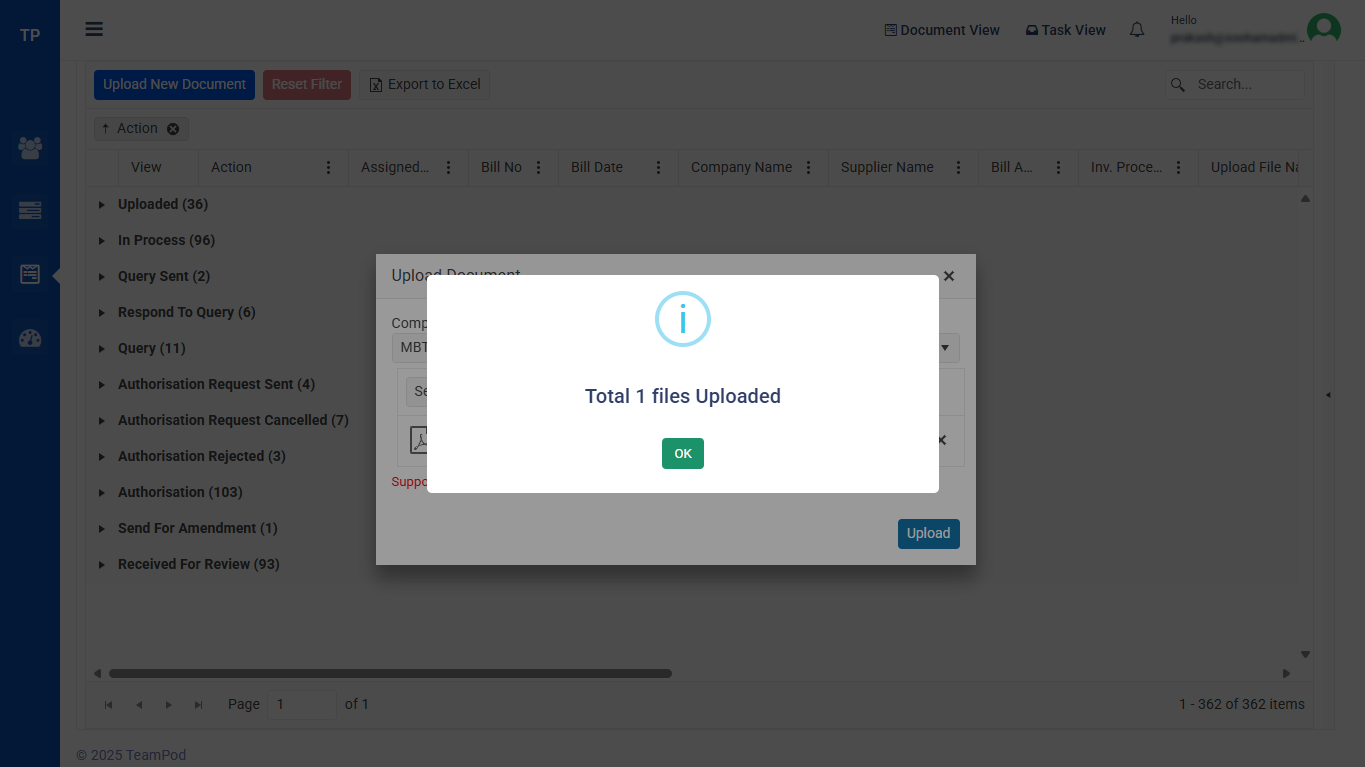 TP
Document View
Task View
Hello
Upload New Document
Reset Filter
Export to Excel
Search...
↑ Action
View Action Assigned... Bill No Bill Date Company Name Supplier Name Bill A... Inv. Proce... Upload File Na
Uploaded (36)
In Process (96)
Query Sent (2)
Respond To Query (6)
Query (11)
Authorisation Request Sent (4)
Authorisation Request Cancelled (7)
Authorisation Rejected (3)
Authorisation (103)
Send For Amendment (1)
Received For Review (93)
Upload Document
Comp
MBT
Se
Suppo
Total 1 files Uploaded
OK
Upload
Page 1 of 1
1 - 362 of 362 items
© 2025 TeamPod